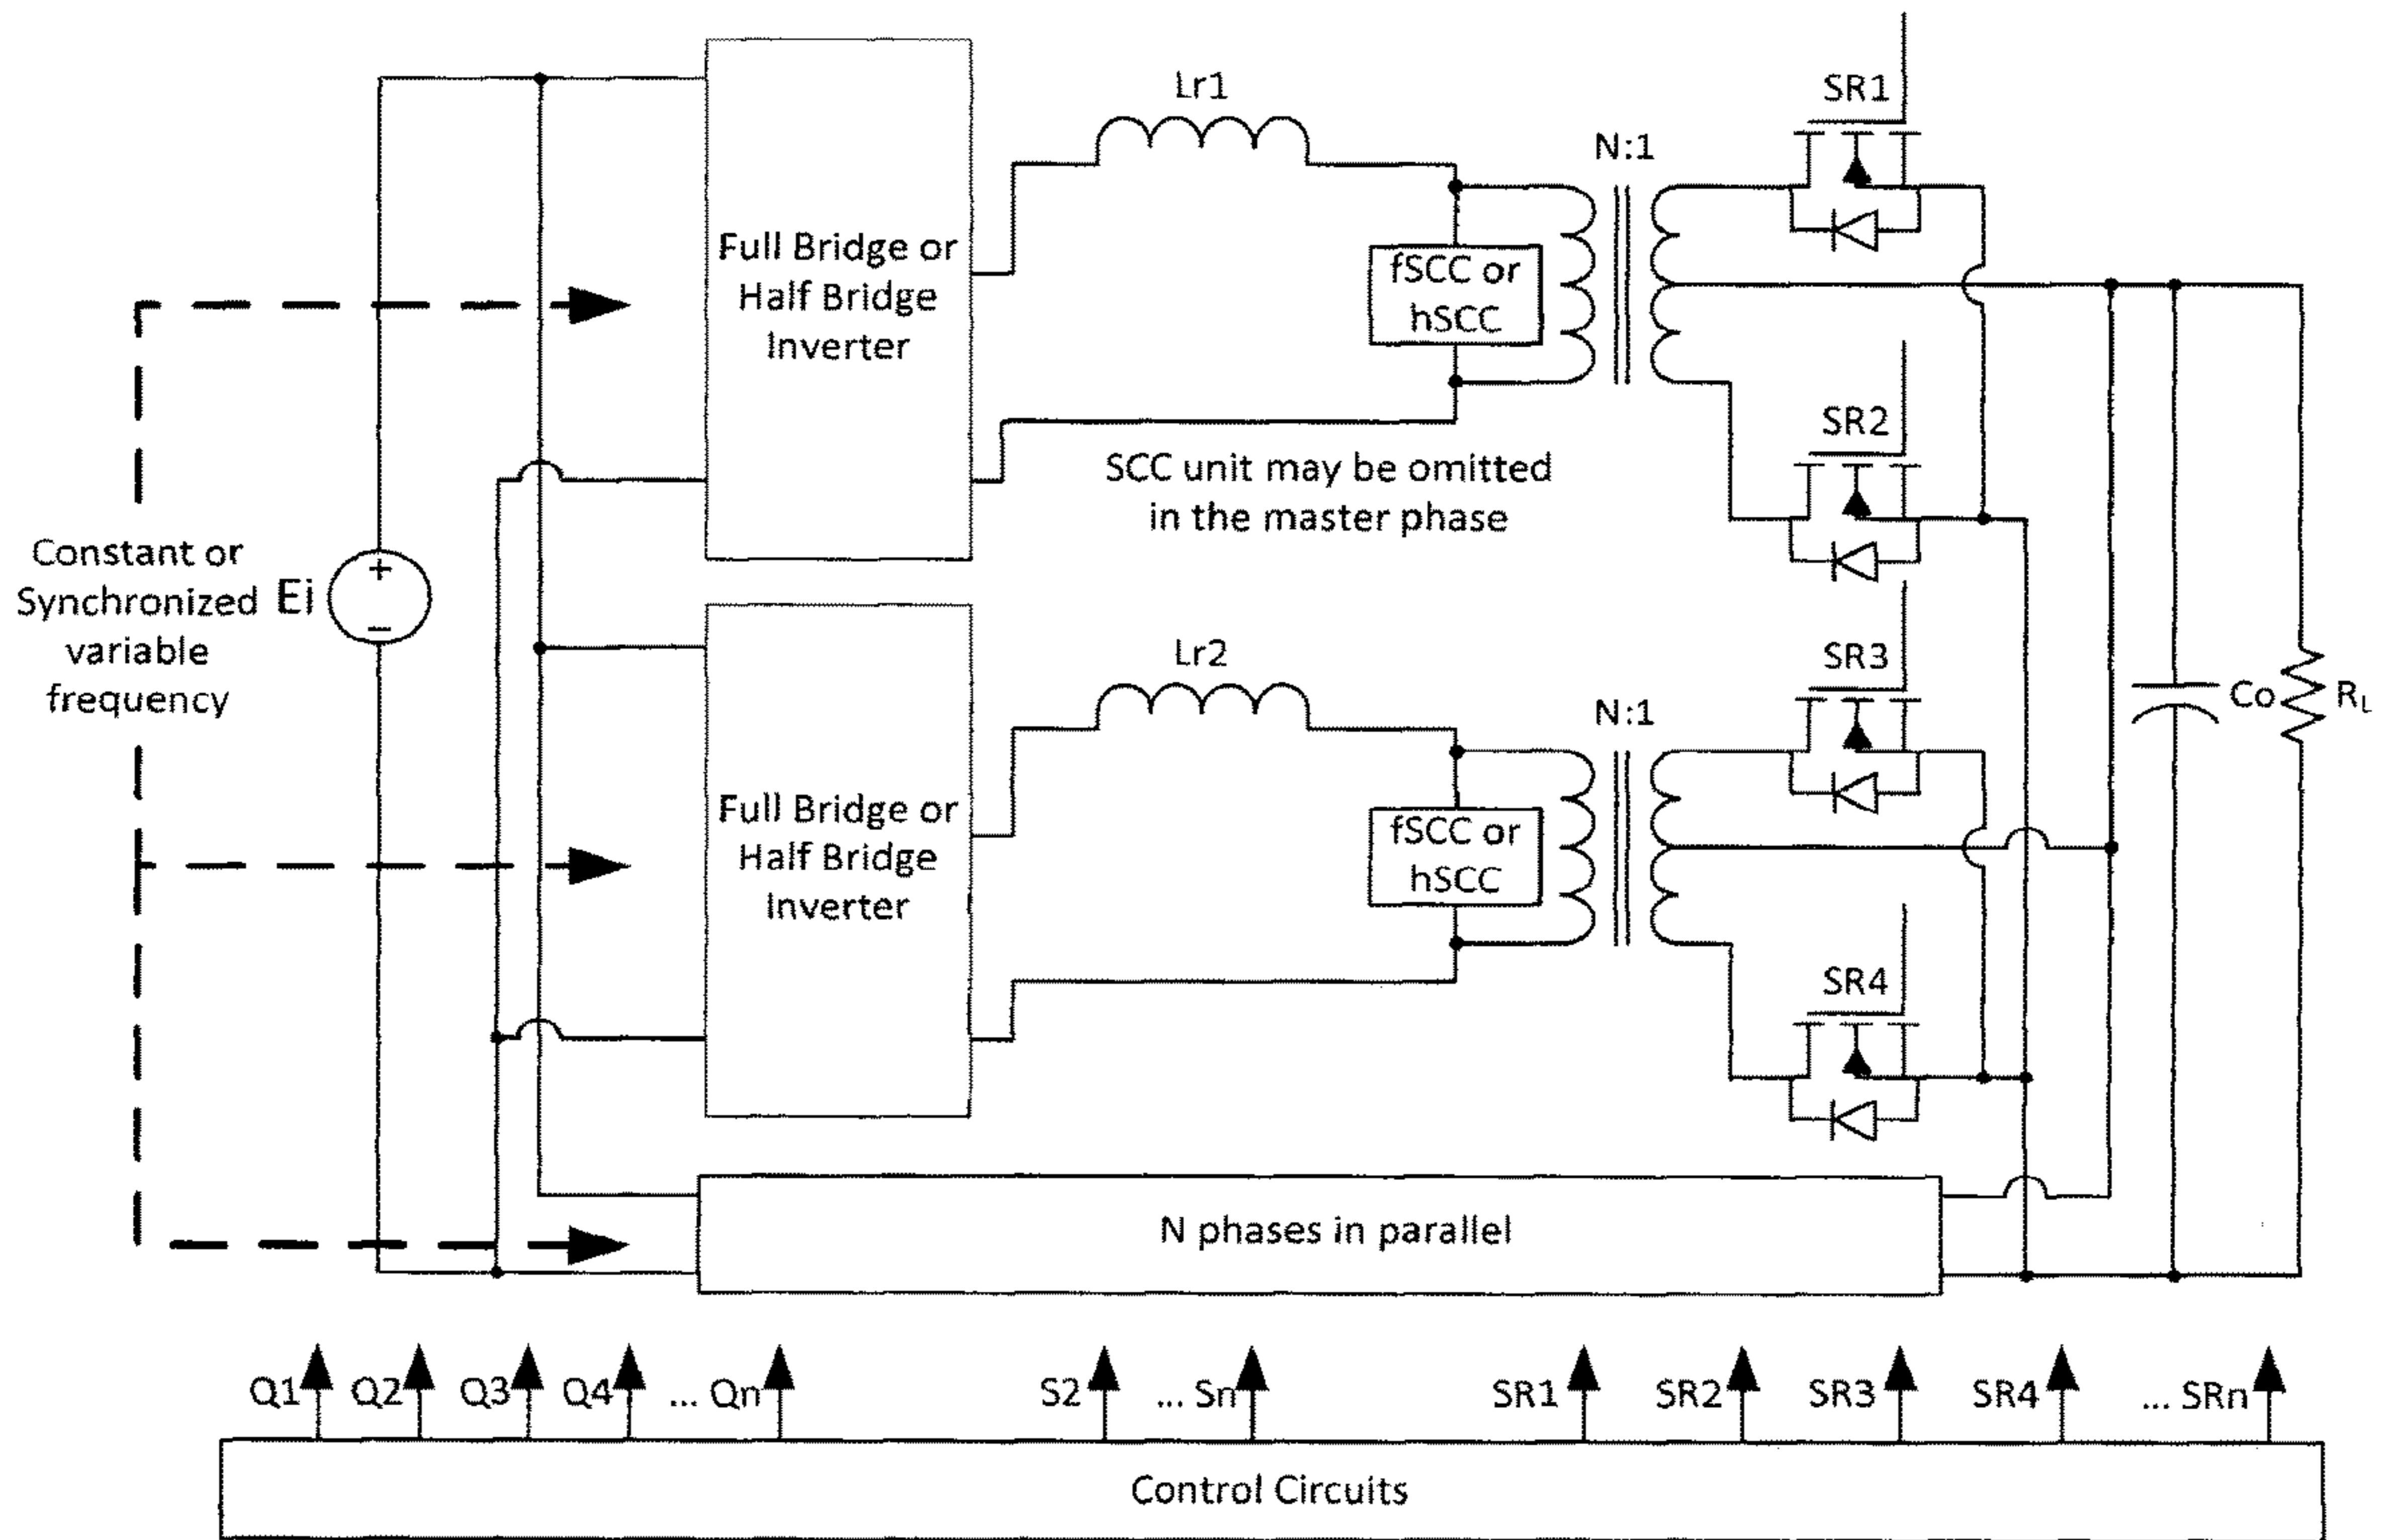 Lr1
SR1
N:1
Full Bridge or
Half Bridge
Inverter
fSCC or
hSCC
SR2
SCC unit may be omitted
in the master phase
Constant or
Synchronized
variable
frequency
Ei
+
−
Lr2
SR3
N:1
Co
RL
Full Bridge or
Half Bridge
Inverter
fSCC or
hSCC
SR4
N phases in parallel
Q1 Q2 Q3 Q4 ... Qn S2 ... Sn SR1 SR2 SR3 SR4 ... SRn
Control Circuits